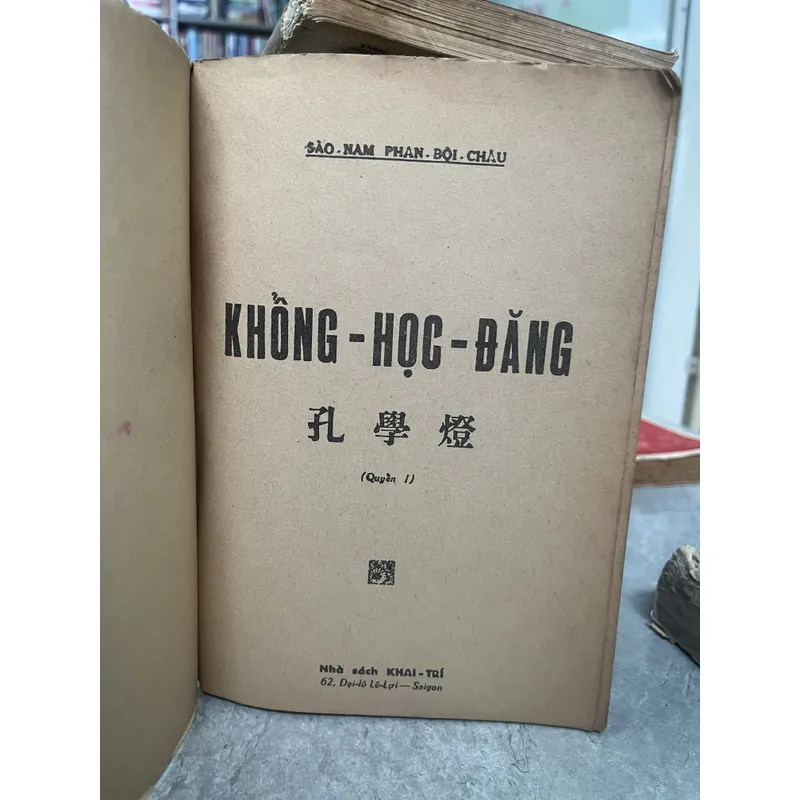 SÀO-NAM PHAN-BỘI-CHÂU
KHỔNG-HỌC-ĐĂNG
孔學燈
(Quyển I)
Nhà sách KHAI-TRÍ
62, Đại-lộ Lê-Lợi — Saigon